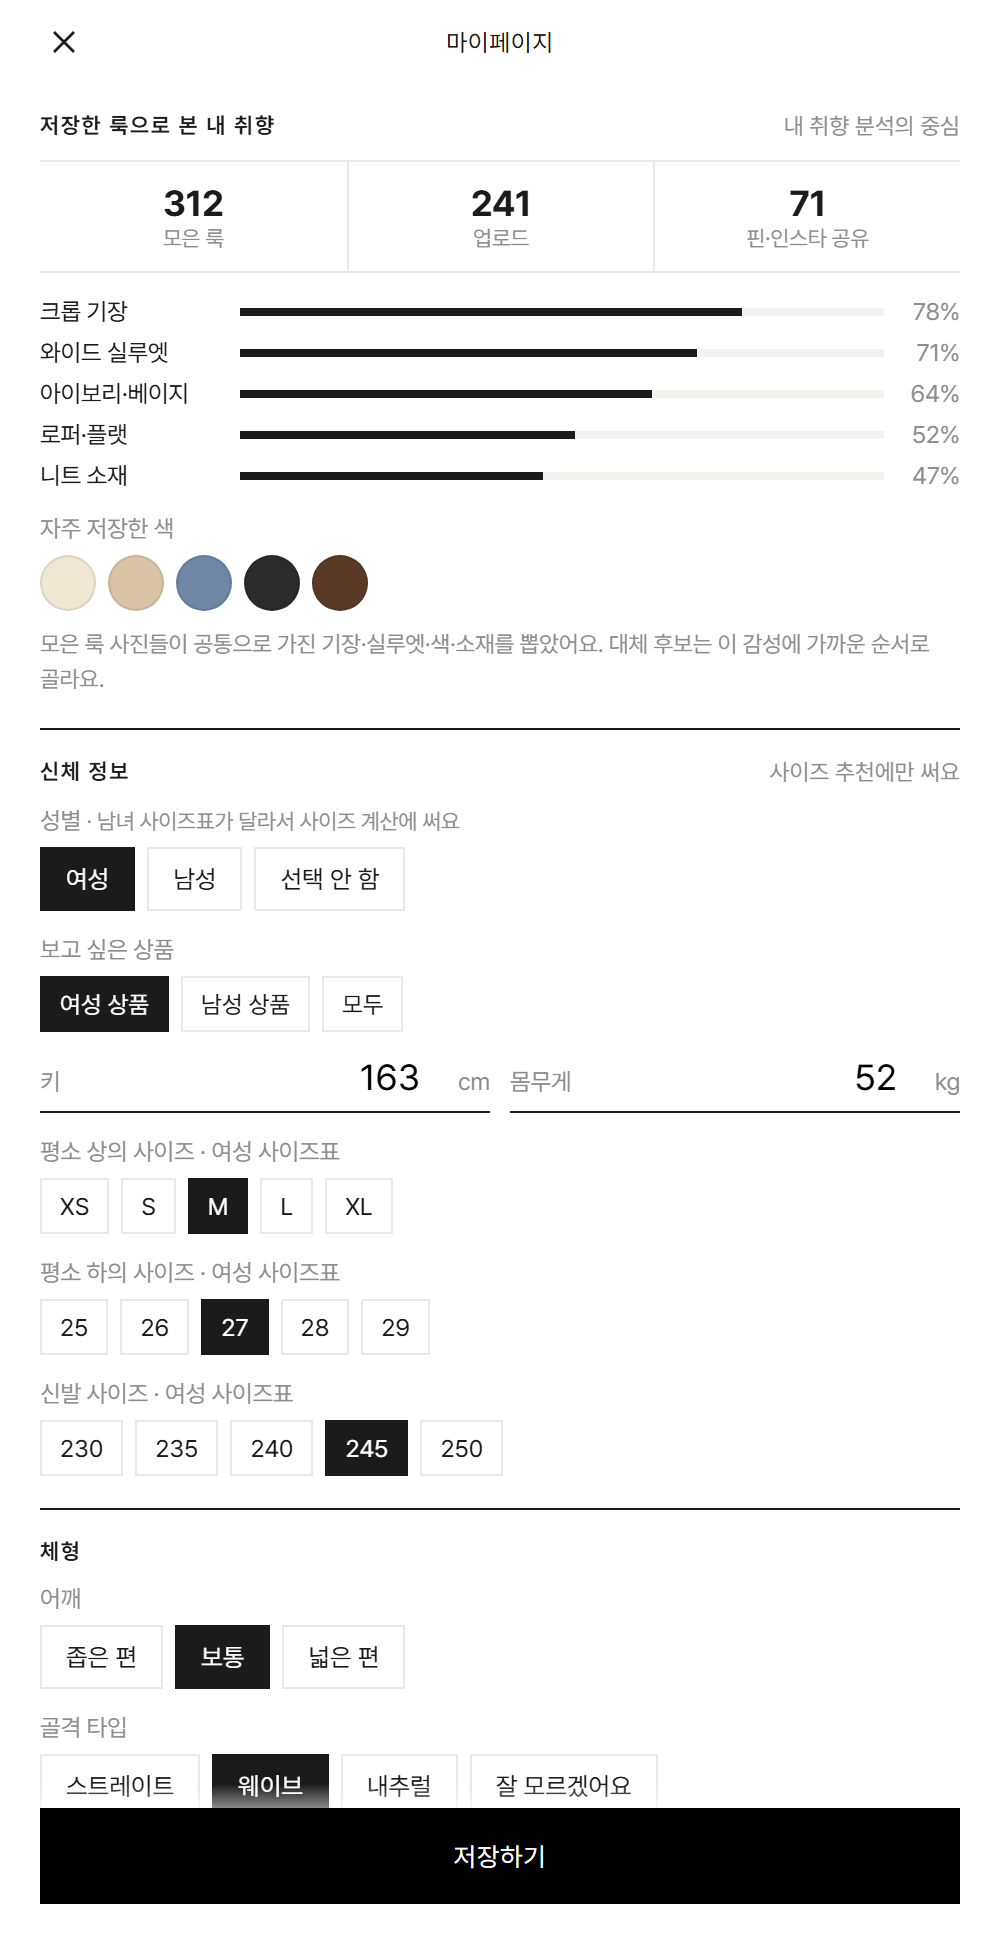 마이페이지
저장한 룩으로 본 내 취향
내 취향 분석의 중심
312
241
71
모은 룩
업로드
핀·인스타 공유
크롭 기장 78%
와이드 실루엣 71%
아이보리·베이지 64%
로퍼·플랫 52%
니트 소재 47%
자주 저장한 색
모은 룩 사진들이 공통으로 가진 기장·실루엣·색·소재를 뽑았어요. 대체 후보는 이 감성에 가까운 순서로
골라요.
신체 정보
사이즈 추천에만 써요
성별 · 남녀 사이즈표가 달라서 사이즈 계산에 써요
여성 남성 선택 안 함
보고 싶은 상품
여성 상품 남성 상품 모두
키 163 cm 몸무게 52 kg
평소 상의 사이즈 · 여성 사이즈표
XS S M L XL
평소 하의 사이즈 · 여성 사이즈표
25 26 27 28 29
신발 사이즈 · 여성 사이즈표
230 235 240 245 250
체형
어깨
좁은 편 보통 넓은 편
골격 타입
스트레이트 웨이브 내추럴 잘 모르겠어요
저장하기